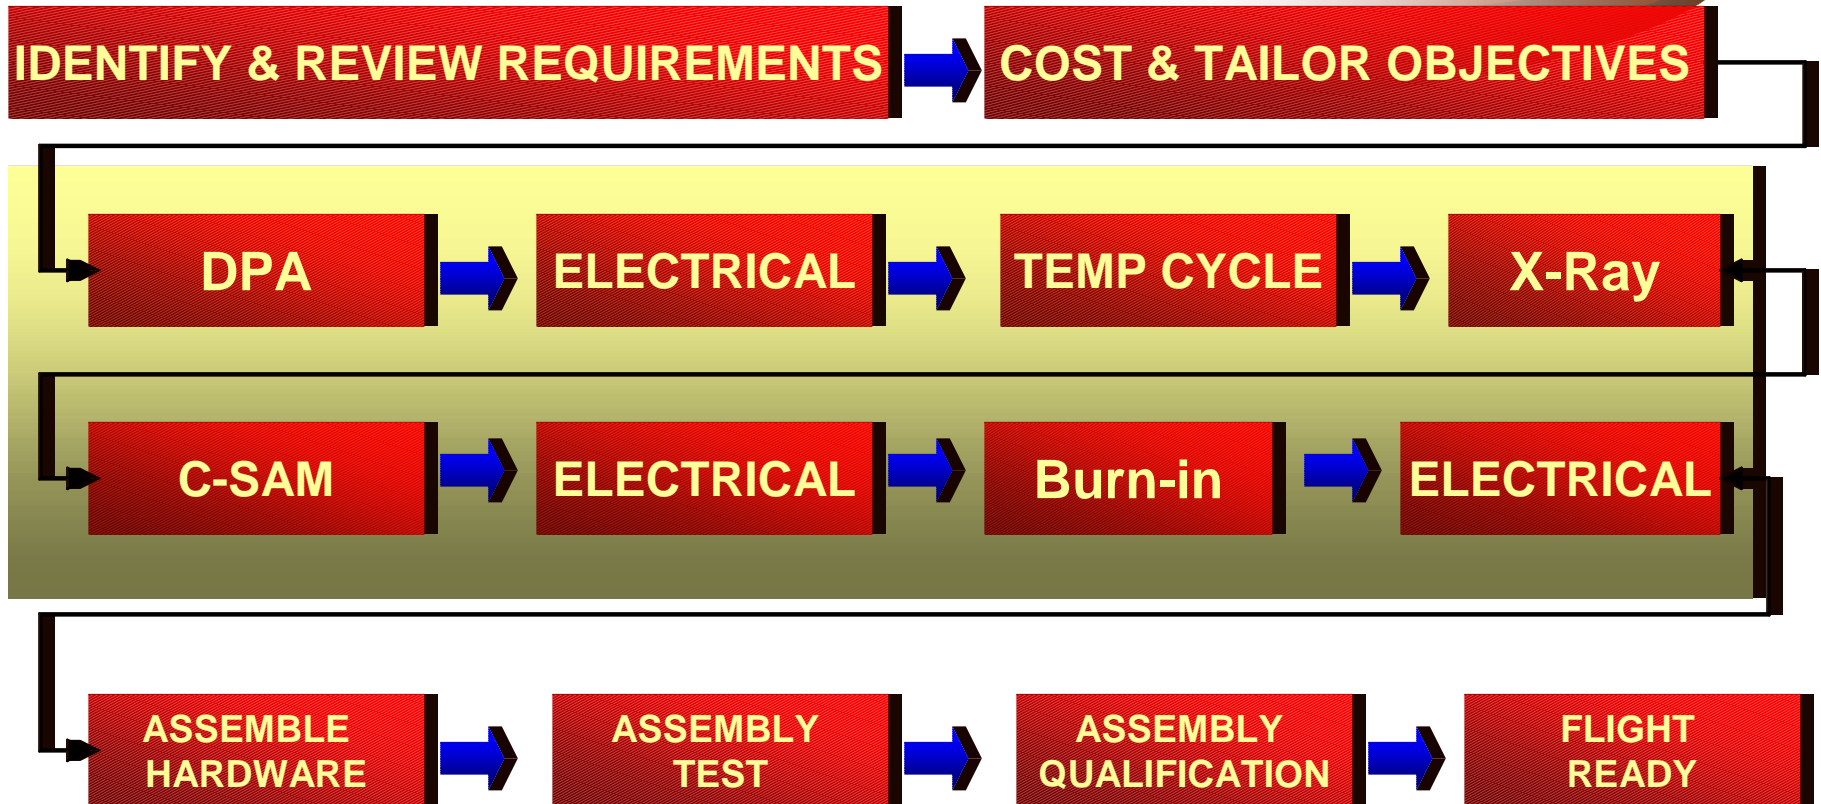 IDENTIFY & REVIEW REQUIREMENTS
COST & TAILOR OBJECTIVES
DPA
ELECTRICAL
TEMP CYCLE
X-Ray
C-SAM
ELECTRICAL
Burn-in
ELECTRICAL
ASSEMBLE
HARDWARE
ASSEMBLY
TEST
ASSEMBLY
QUALIFICATION
FLIGHT
READY